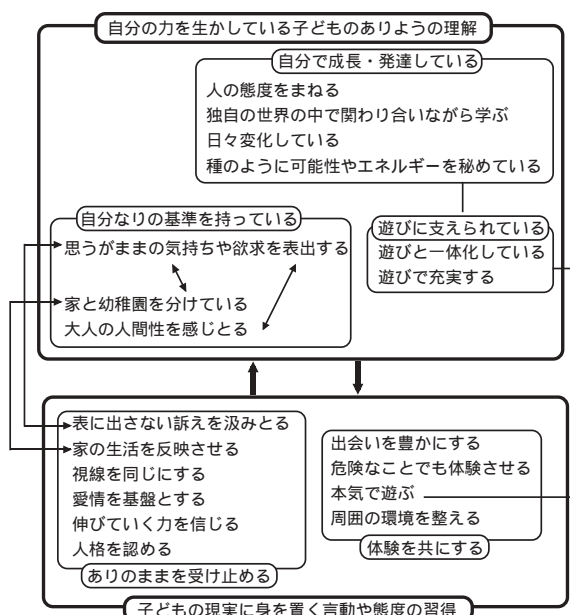 自分の力を生かしている子どものありようの理解
自分で成長・発達している
人の態度をまねる
独自の世界の中で関わり合いながら学ぶ
日々変化している
種のように可能性やエネルギーを秘めている
自分なりの基準を持っている
思うがままの気持ちや欲求を表出する
家と幼稚園を分けている
大人の人間性を感じとる
遊びに支えられている
遊びと一体化している
遊びで充実する
表に出さない訴えを汲みとる
家の生活を反映させる
視線を同じにする
愛情を基盤とする
伸びていく力を信じる
人格を認める
ありのままを受け止める
出会いを豊かにする
危険なことでも体験させる
本気で遊ぶ
周囲の環境を整える
体験を共にする
子どもの現実に身を置く言動や態度の習得